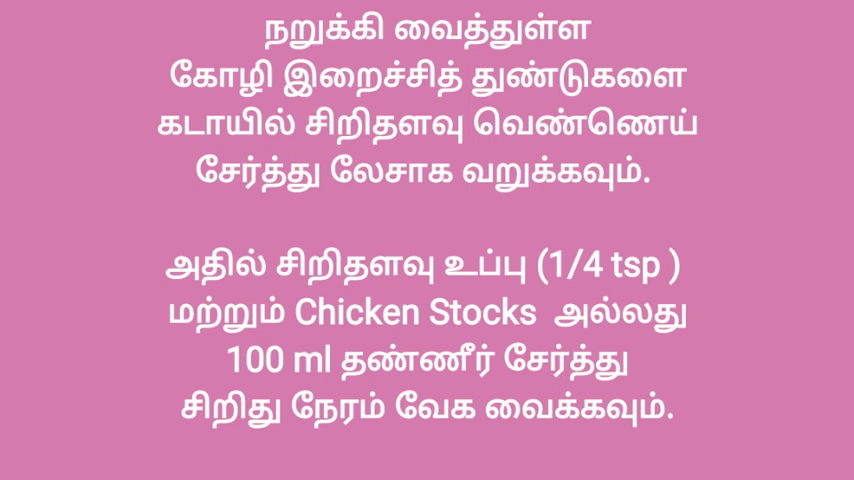 நறுக்கி வைத்துள்ள
கோழி இறைச்சித் துண்டுகளை
கடாயில் சிறிதளவு வெண்ணெய்
சேர்த்து லேசாக வறுக்கவும்.
அதில் சிறிதளவு உப்பு (1/4 tsp )
மற்றும் Chicken Stocks அல்லது
100 ml தண்ணீர் சேர்த்து
சிறிது நேரம் வேக வைக்கவும்.